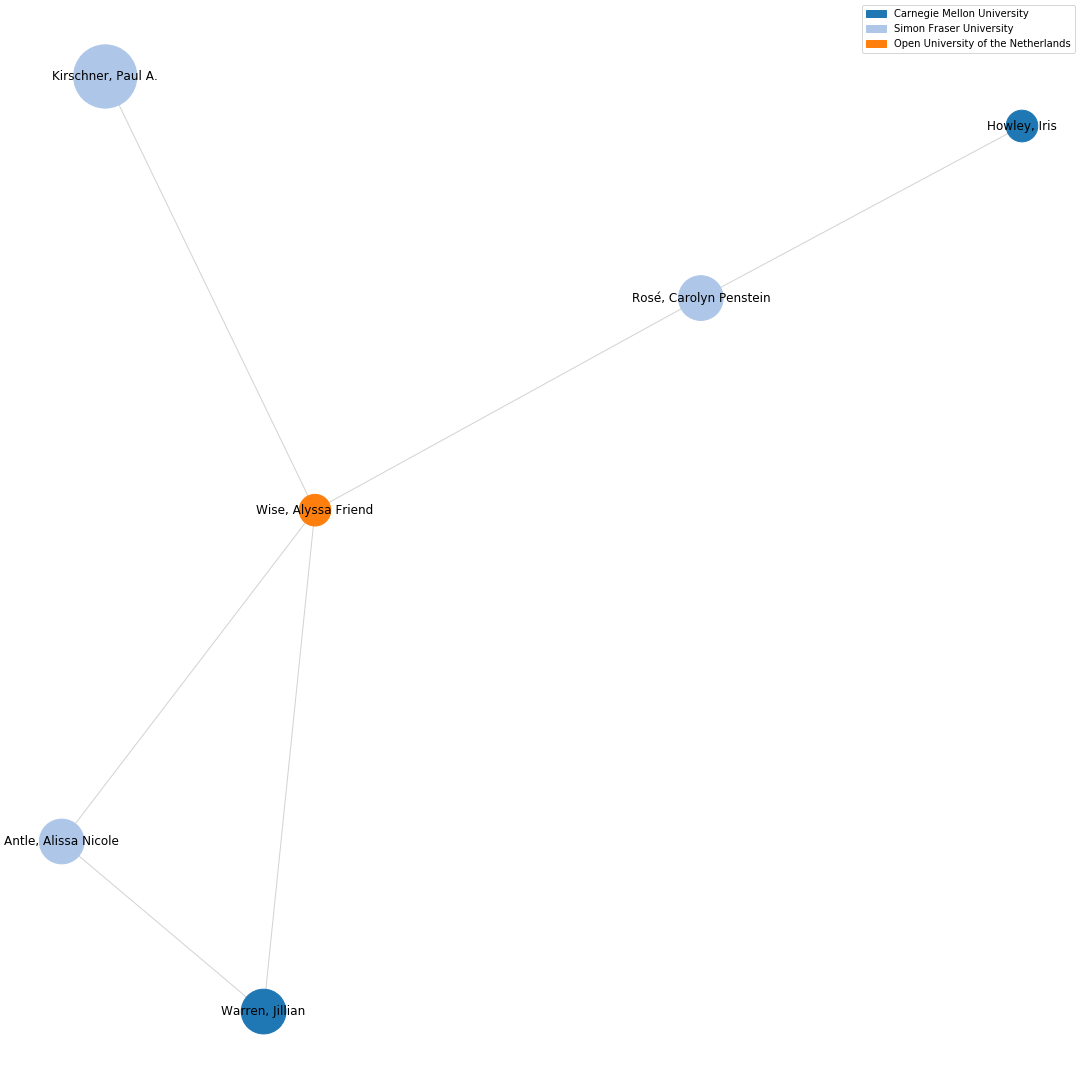 Carnegie Mellon University
Simon Fraser University
Open University of the Netherlands
Kirschner, Paul A.
Howley, Iris
Rosé, Carolyn Penstein
Wise, Alyssa Friend
Antle, Alissa Nicole
Warren, Jillian